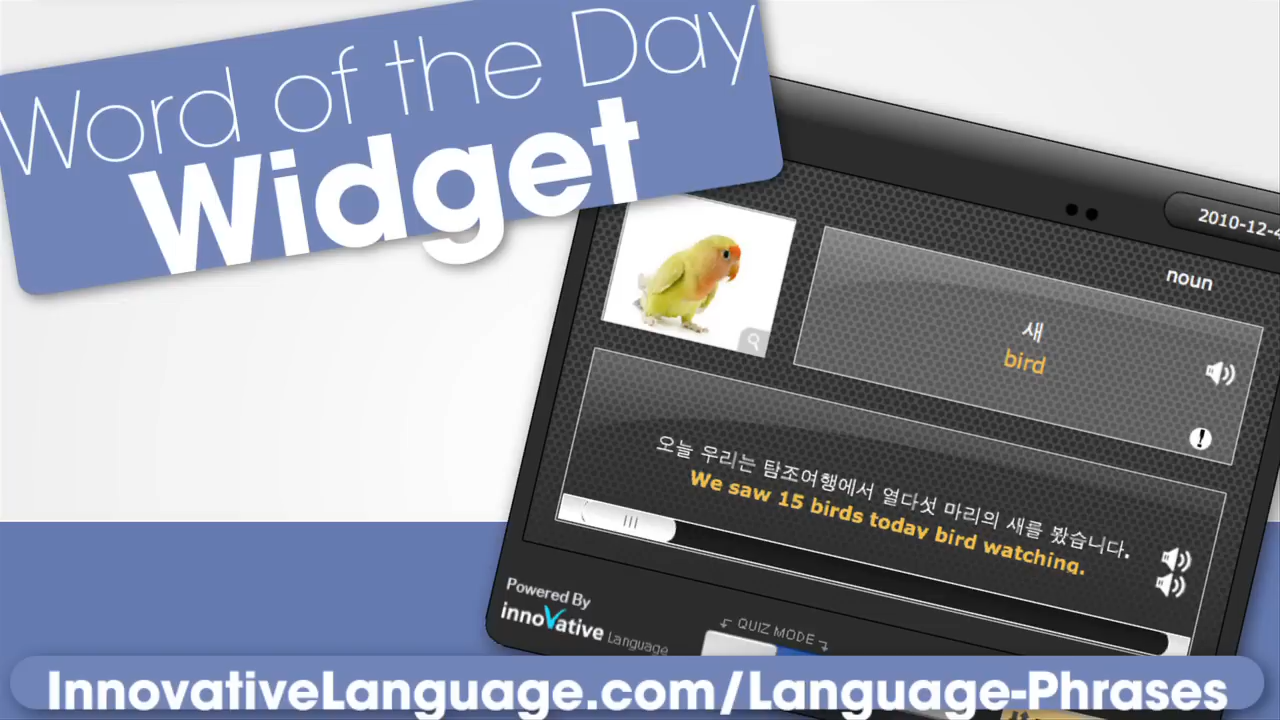 Word of the Day
Widget
2010-12-4
noun
새
bird
오늘 우리는 탐조여행에서 열다섯 마리의 새를 봤습니다.
We saw 15 birds today bird watching.
Powered By
innovative Language
QUIZ MODE
InnovativeLanguage.com/Language-Phrases